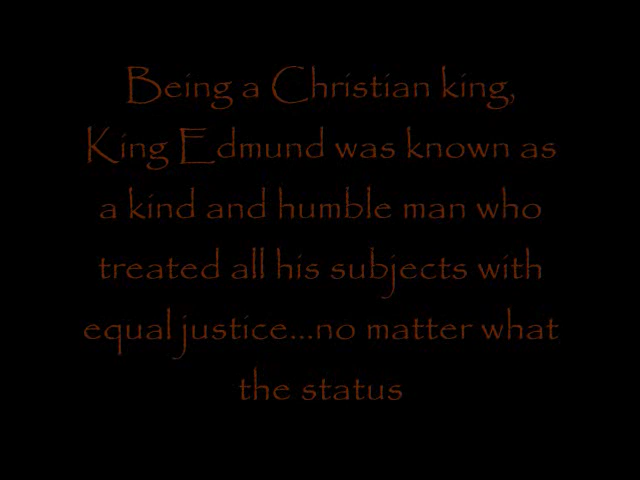 Being a Christian king,
King Edmund was known as
a kind and humble man who
treated all his subjects with
equal justice...no matter what
the status